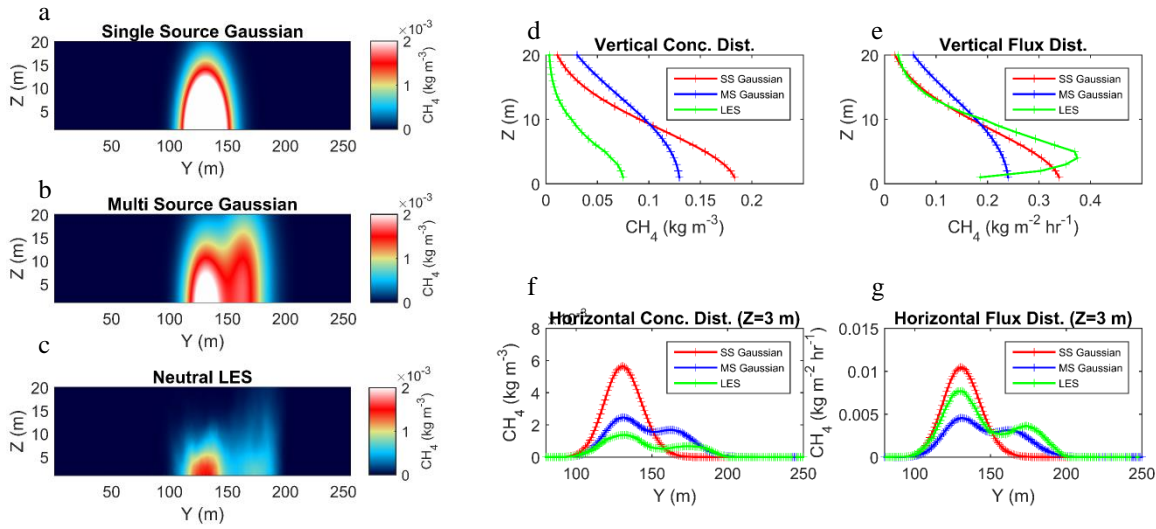 a
×10⁻³
Single Source Gaussian
20
15
10
5
Z (m)
50 100 150 200 250
Y (m)
2
1
0
CH₄ (kg m⁻³)
b
×10⁻³
Multi Source Gaussian
20
15
10
5
Z (m)
50 100 150 200 250
Y (m)
2
1
0
CH₄ (kg m⁻³)
c
×10⁻³
Neutral LES
20
15
10
5
Z (m)
50 100 150 200 250
Y (m)
2
1
0
CH₄ (kg m⁻³)
d
Vertical Conc. Dist.
20
10
0
Z (m)
SS Gaussian
MS Gaussian
LES
0 0.05 0.1 0.15 0.2
CH₄ (kg m⁻³)
e
Vertical Flux Dist.
20
10
0
Z (m)
SS Gaussian
MS Gaussian
LES
0 0.1 0.2 0.3 0.4
CH₄ (kg m⁻² hr⁻¹)
f
Horizontal Conc. Dist. (Z=3 m)
8
6
4
2
0
CH₄ (kg m⁻³)
SS Gaussian
MS Gaussian
LES
100 150 200 250
Y (m)
g
Horizontal Flux Dist. (Z=3 m)
0.015
0.01
0.005
0
CH₄ (kg m⁻² hr⁻¹)
SS Gaussian
MS Gaussian
LES
100 150 200 250
Y (m)